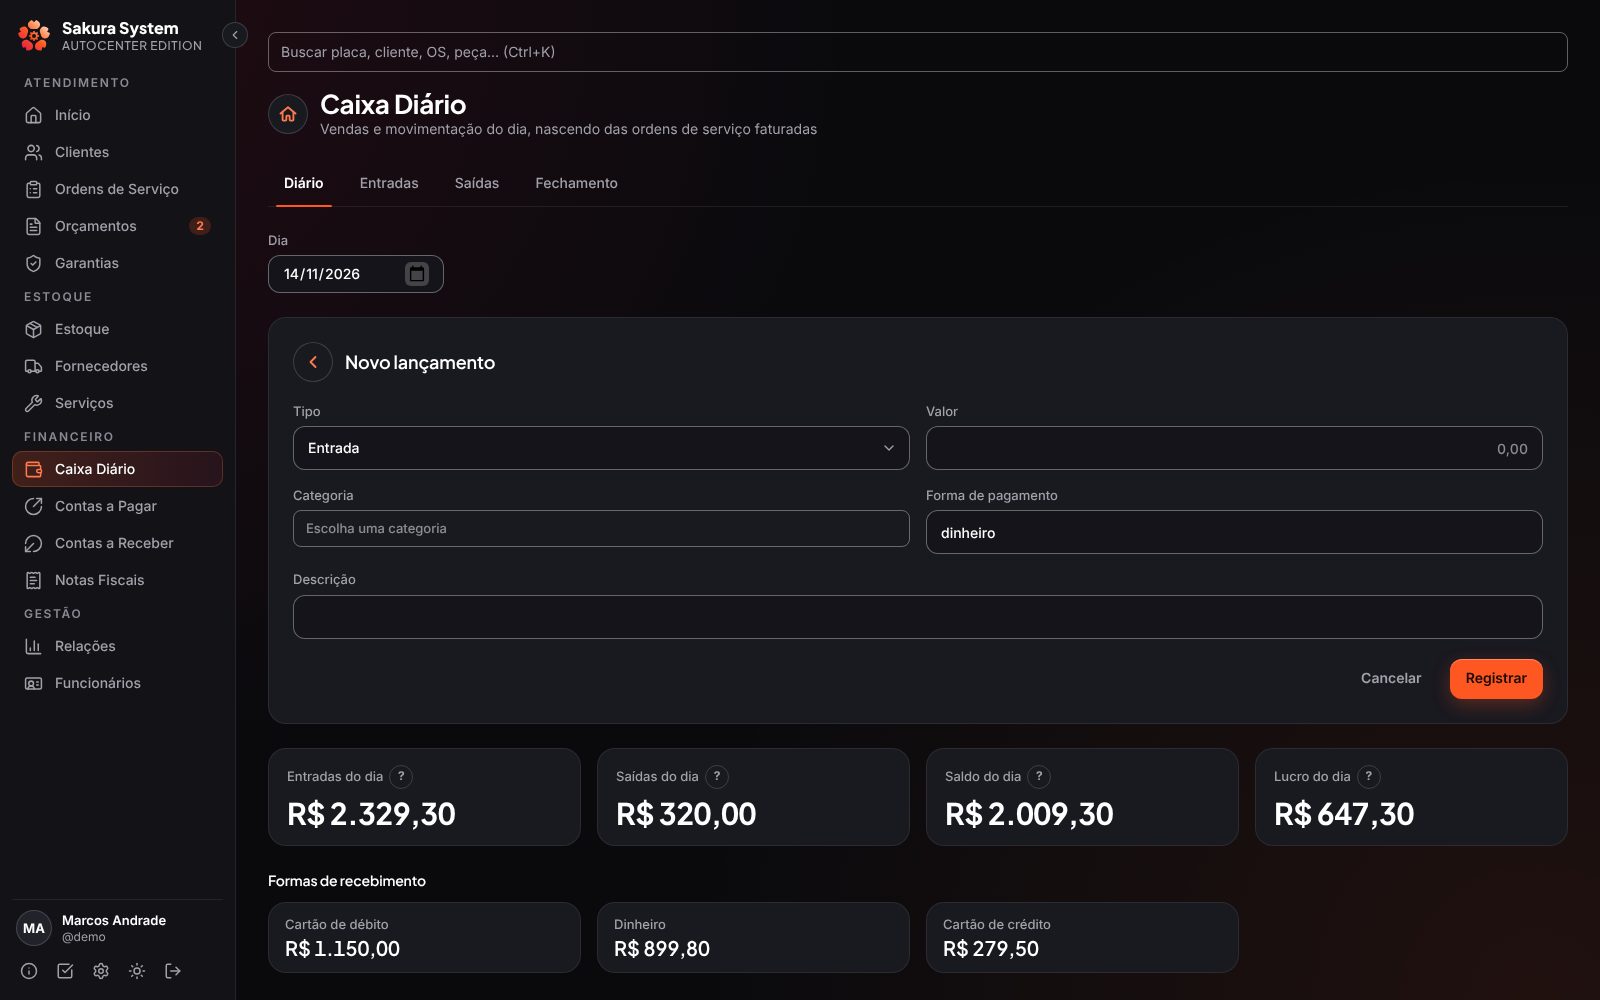 Sakura System
AUTOCENTER EDITION
ATENDIMENTO
Início
Clientes
Ordens de Serviço
Orçamentos 2
Garantias
ESTOQUE
Estoque
Fornecedores
Serviços
FINANCEIRO
Caixa Diário
Contas a Pagar
Contas a Receber
Notas Fiscais
GESTÃO
Relações
Funcionários
MA
Marcos Andrade
@demo
Buscar placa, cliente, OS, peça... (Ctrl+K)
Caixa Diário
Vendas e movimentação do dia, nascendo das ordens de serviço faturadas
Diário Entradas Saídas Fechamento
Dia
14/11/2026
Novo lançamento
Tipo
Entrada
Valor
0,00
Categoria
Escolha uma categoria
Forma de pagamento
dinheiro
Descrição
Cancelar Registrar
Entradas do dia ?
R$ 2.329,30
Saídas do dia ?
R$ 320,00
Saldo do dia ?
R$ 2.009,30
Lucro do dia ?
R$ 647,30
Formas de recebimento
Cartão de débito
R$ 1.150,00
Dinheiro
R$ 899,80
Cartão de crédito
R$ 279,50